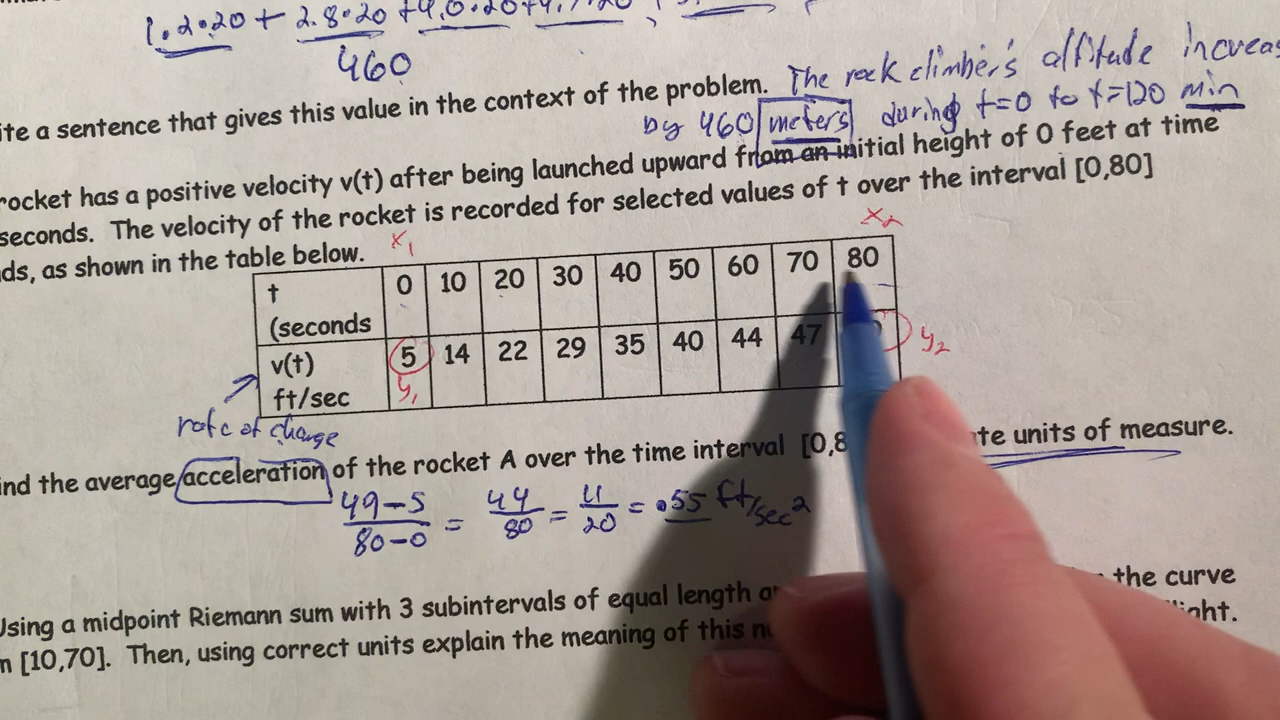 1.2•20 + 2.8•20 + 4.0•20 +
460
ite a sentence that gives this value in the context of the problem. The rock climber's altitude increas
by 460 meters during t=0 to t=120 min
rocket has a positive velocity v(t) after being launched upward from an initial height of 0 feet at time
seconds. The velocity of the rocket is recorded for selected values of t over the interval [0,80]
ds, as shown in the table below. x₁ x₂
t (seconds 0 10 20 30 40 50 60 70 80
v(t) ft/sec 5 14 22 29 35 40 44 47 y₂
y₁
rate of change
ind the average acceleration of the rocket A over the time interval [0,8 te units of measure.
49-5/80-0 = 44/80 = 11/20 = .55 ft/sec²
Using a midpoint Riemann sum with 3 subintervals of equal length the curve
n [10,70]. Then, using correct units explain the meaning of this ight.